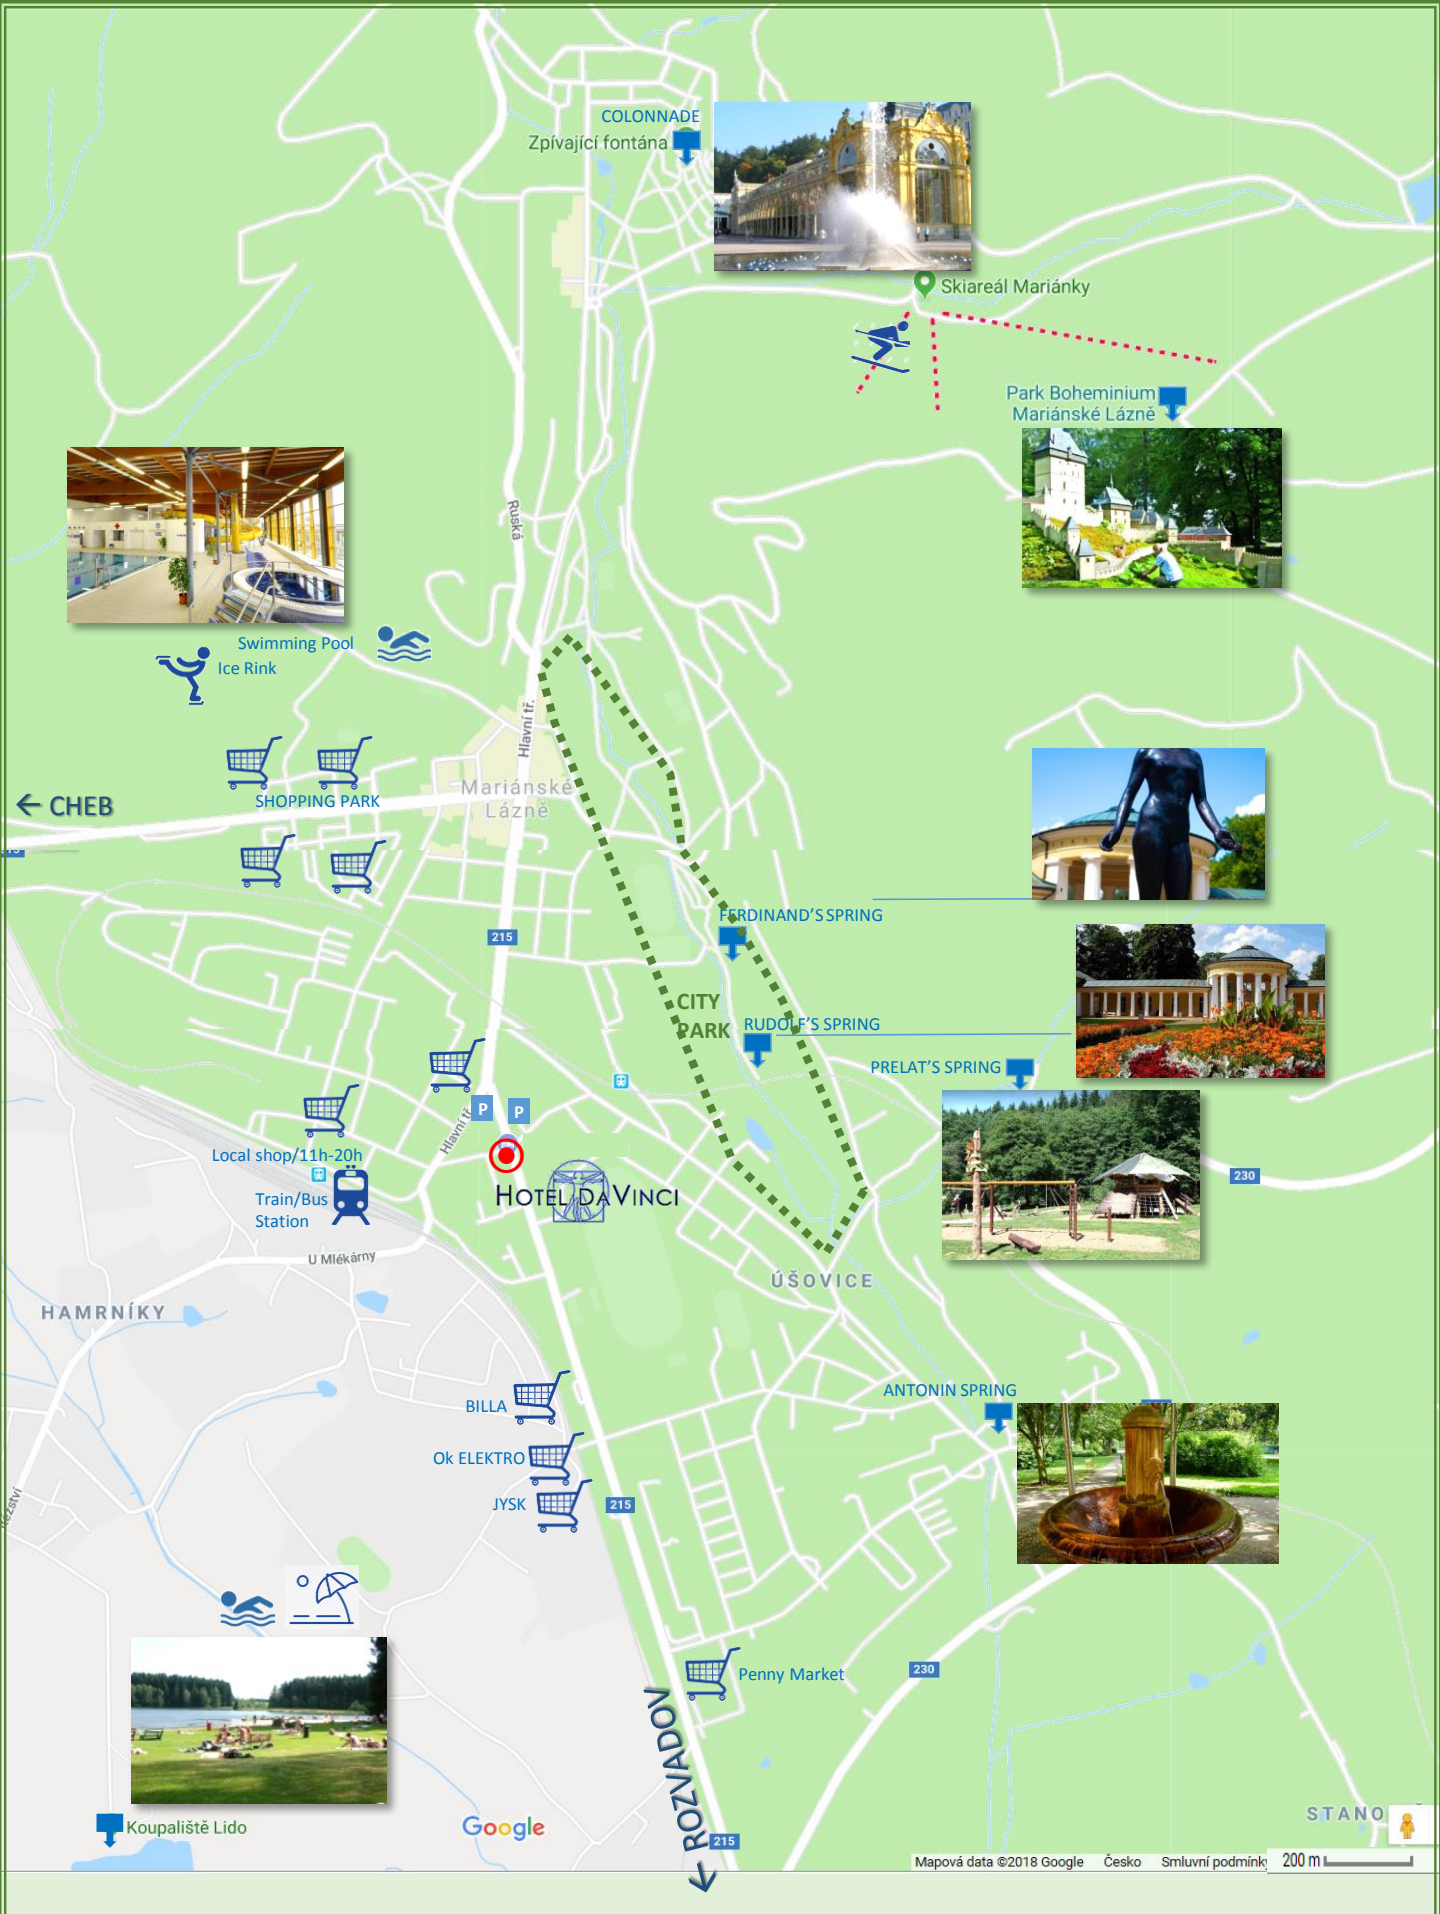 COLONNADE
Zpívající fontána
Skiareál Mariánky
Park Boheminium
Mariánské Lázně
Ruská
Swimming Pool
Ice Rink
Hlavní tř.
SHOPPING PARK
← CHEB
Mariánské
Lázně
FERDINAND'S SPRING
215
CITY
PARK
RUDOLF'S SPRING
PRELAT'S SPRING
P
P
Hlavní tř.
Local shop/11h-20h
Train/Bus
Station
HOTEL DAVINCI
230
U Mlékárny
ÚŠOVICE
HAMRNÍKY
ANTONIN SPRING
BILLA
Ok ELEKTRO
JYSK
215
Penny Market
230
← ROZVADOV
Koupaliště Lido
Google
215
Mapová data ©2018 Google Česko Smluvní podmínky
200 m